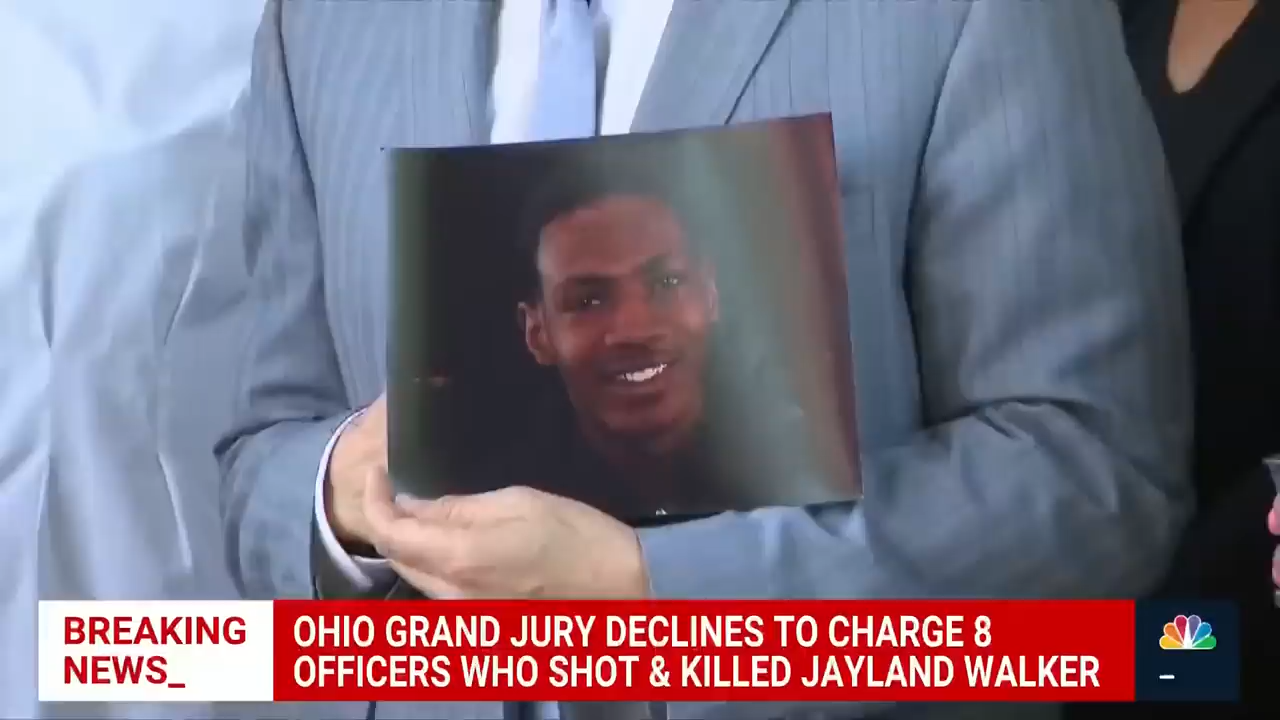 BREAKING
NEWS_
OHIO GRAND JURY DECLINES TO CHARGE 8
OFFICERS WHO SHOT & KILLED JAYLAND WALKER